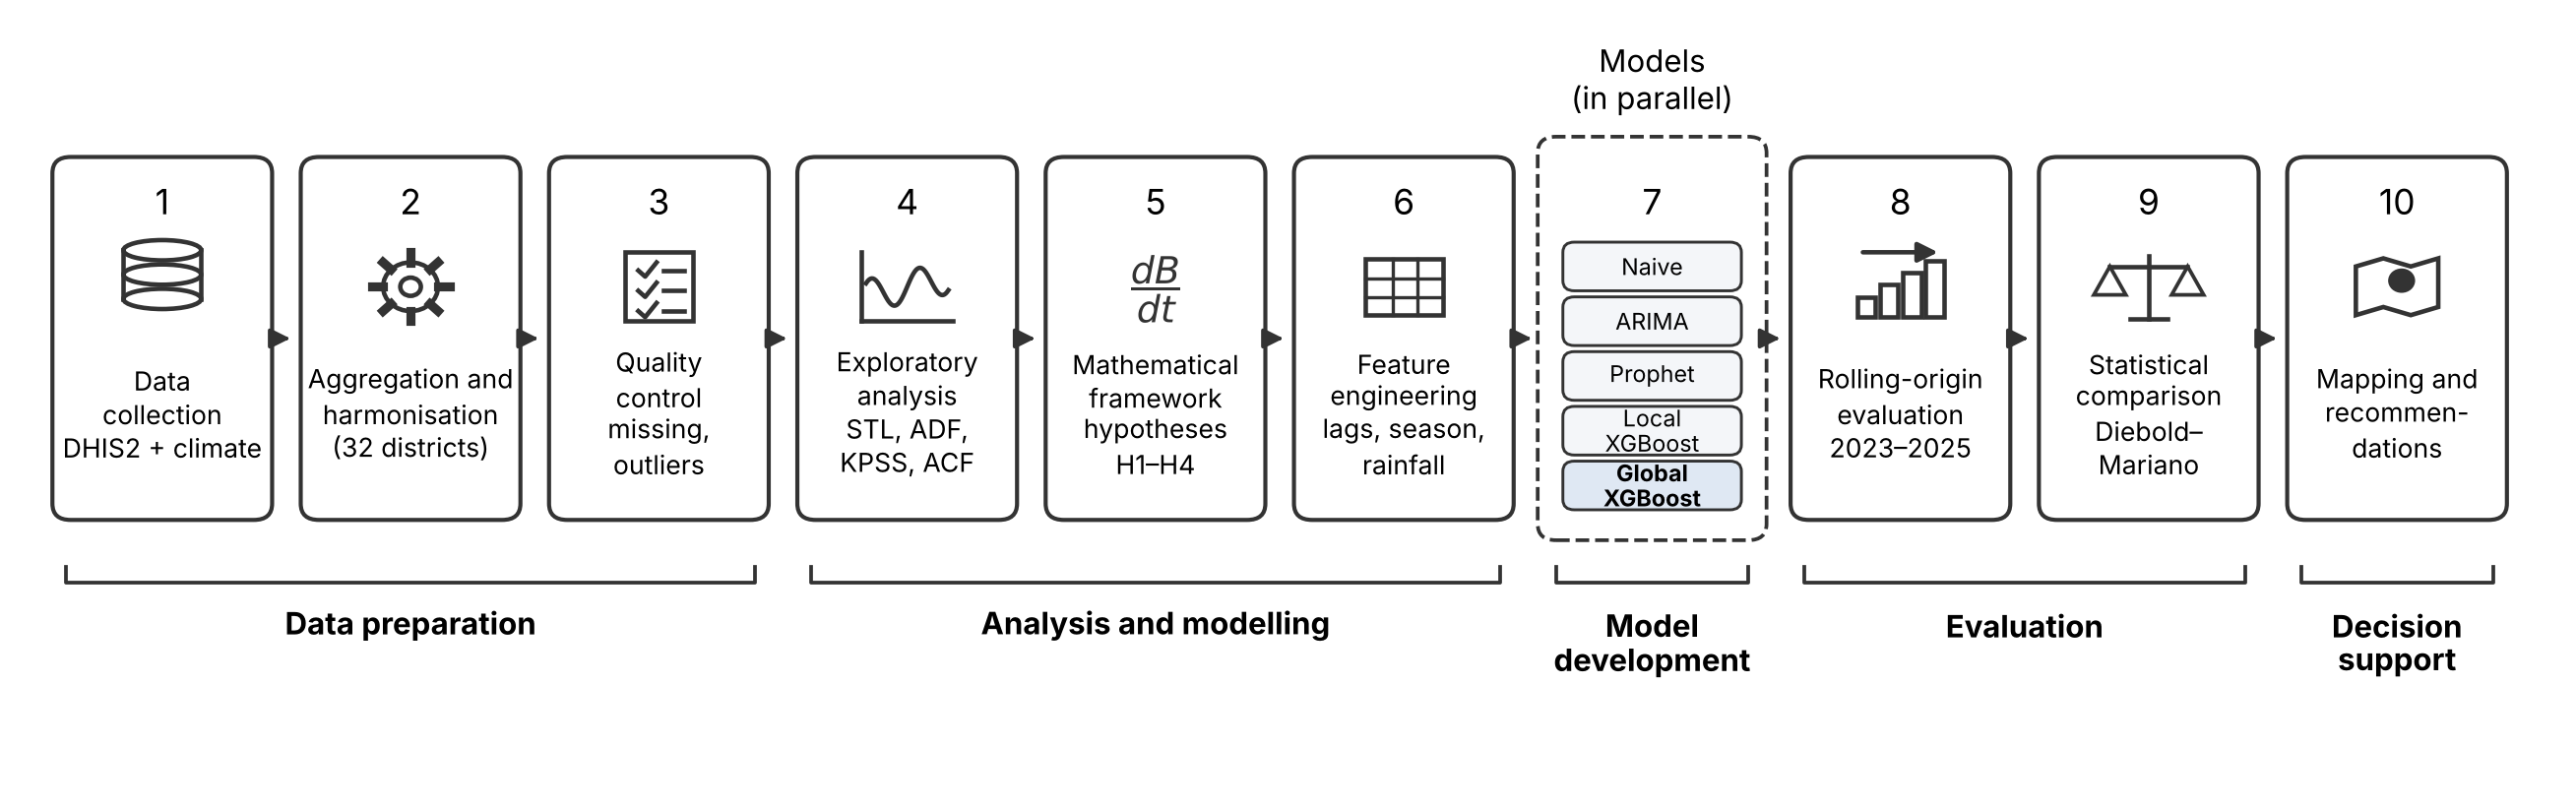 Models
(in parallel)
1
Data
collection
DHIS2 + climate
2
Aggregation and
harmonisation
(32 districts)
3
Quality
control
missing,
outliers
4
Exploratory
analysis
STL, ADF,
KPSS, ACF
5
dB
dt
Mathematical
framework
hypotheses
H1–H4
6
Feature
engineering
lags, season,
rainfall
7
Naive
ARIMA
Prophet
Local
XGBoost
Global
XGBoost
8
Rolling-origin
evaluation
2023–2025
9
Statistical
comparison
Diebold–
Mariano
10
Mapping and
recommen-
dations
Data preparation
Analysis and modelling
Model
development
Evaluation
Decision
support